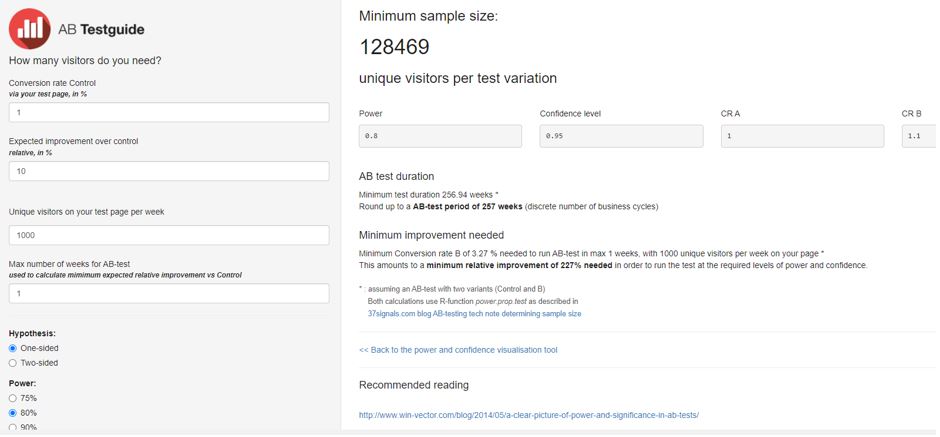 AB Testguide
How many visitors do you need?
Conversion rate Control
via your test page, in %
1
Expected improvement over control
relative, in %
10
Unique visitors on your test page per week
1000
Max number of weeks for AB-test
used to calculate mimimum expected relative improvement vs Control
1
Hypothesis:
One-sided
Two-sided
Power:
75%
80%
90%
Minimum sample size:
128469
unique visitors per test variation
Power Confidence level CR A CR B
0.8 0.95 1 1.1
AB test duration
Minimum test duration 256.94 weeks *
Round up to a AB-test period of 257 weeks (discrete number of business cycles)
Minimum improvement needed
Minimum Conversion rate B of 3.27 % needed to run AB-test in max 1 weeks, with 1000 unique visitors per week on your page *
This amounts to a minimum relative improvement of 227% needed in order to run the test at the required levels of power and confidence.
* : assuming an AB-test with two variants (Control and B)
Both calculations use R-function power.prop.test as described in
37signals.com blog AB-testing tech note determining sample size
<< Back to the power and confidence visualisation tool
Recommended reading
http://www.win-vector.com/blog/2014/05/a-clear-picture-of-power-and-significance-in-ab-tests/